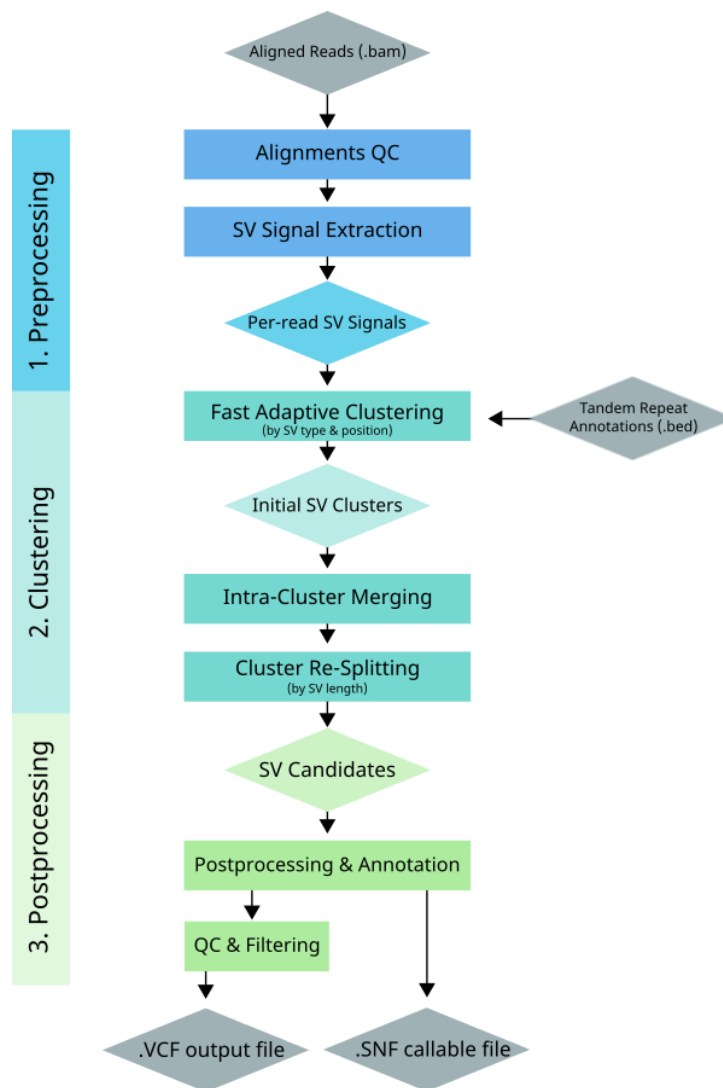 Aligned Reads (.bam)
1. Preprocessing
Alignments QC
SV Signal Extraction
Per-read SV Signals
2. Clustering
Fast Adaptive Clustering
(by SV type & position)
Tandem Repeat
Annotations (.bed)
Initial SV Clusters
Intra-Cluster Merging
Cluster Re-Splitting
(by SV length)
3. Postprocessing
SV Candidates
Postprocessing & Annotation
QC & Filtering
.VCF output file
.SNF callable file